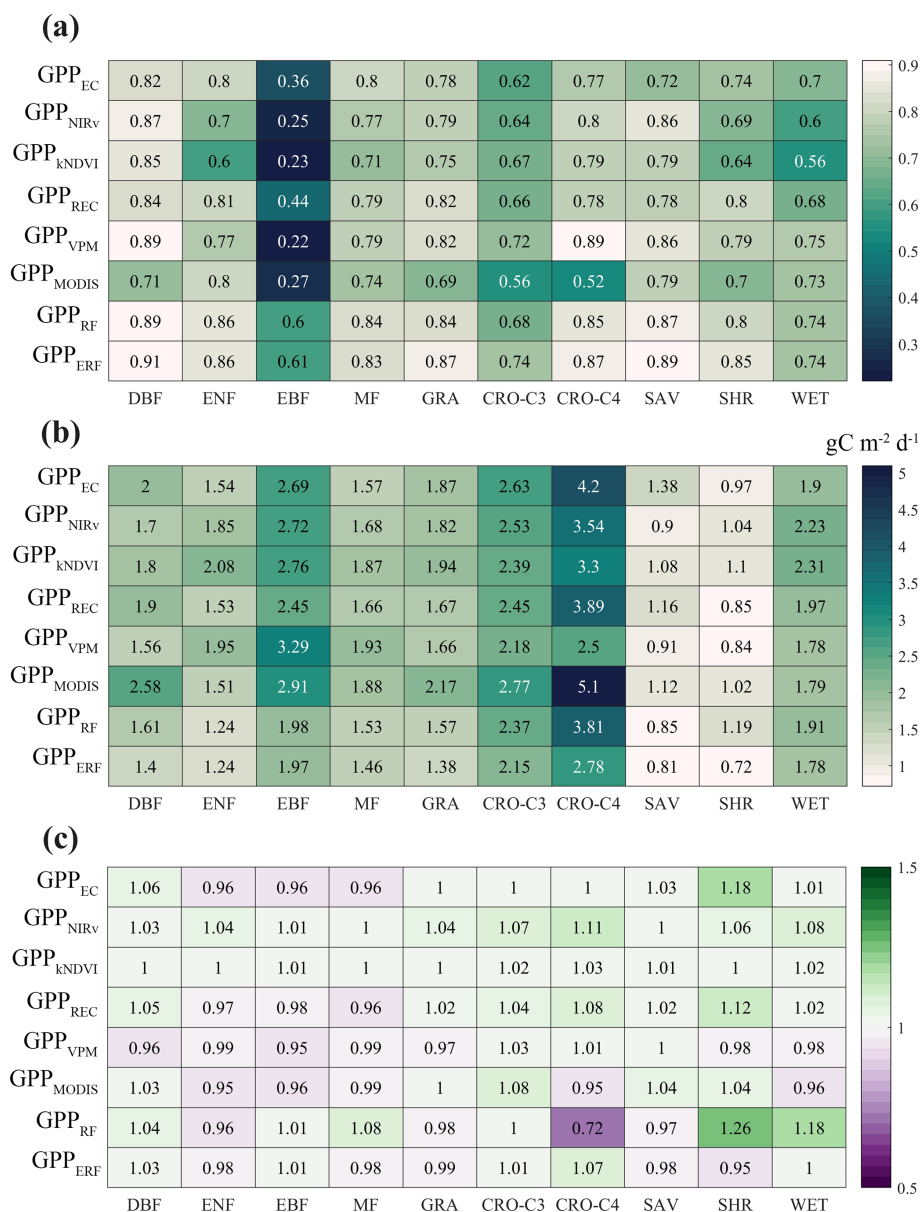 (a)
GPP_EC 0.82 0.8 0.36 0.8 0.78 0.62 0.77 0.72 0.74 0.7
GPP_NIRv 0.87 0.7 0.25 0.77 0.79 0.64 0.8 0.86 0.69 0.6
GPP_kNDVI 0.85 0.6 0.23 0.71 0.75 0.67 0.79 0.79 0.64 0.56
GPP_REC 0.84 0.81 0.44 0.79 0.82 0.66 0.78 0.78 0.8 0.68
GPP_VPM 0.89 0.77 0.22 0.79 0.82 0.72 0.89 0.86 0.79 0.75
GPP_MODIS 0.71 0.8 0.27 0.74 0.69 0.56 0.52 0.79 0.7 0.73
GPP_RF 0.89 0.86 0.6 0.84 0.84 0.68 0.85 0.87 0.8 0.74
GPP_ERF 0.91 0.86 0.61 0.83 0.87 0.74 0.87 0.89 0.85 0.74
DBF ENF EBF MF GRA CRO-C3 CRO-C4 SAV SHR WET
0.9
0.8
0.7
0.6
0.5
0.4
0.3
(b)
gC m⁻² d⁻¹
GPP_EC 2 1.54 2.69 1.57 1.87 2.63 4.2 1.38 0.97 1.9
GPP_NIRv 1.7 1.85 2.72 1.68 1.82 2.53 3.54 0.9 1.04 2.23
GPP_kNDVI 1.8 2.08 2.76 1.87 1.94 2.39 3.3 1.08 1.1 2.31
GPP_REC 1.9 1.53 2.45 1.66 1.67 2.45 3.89 1.16 0.85 1.97
GPP_VPM 1.56 1.95 3.29 1.93 1.66 2.18 2.5 0.91 0.84 1.78
GPP_MODIS 2.58 1.51 2.91 1.88 2.17 2.77 5.1 1.12 1.02 1.79
GPP_RF 1.61 1.24 1.98 1.53 1.57 2.37 3.81 0.85 1.19 1.91
GPP_ERF 1.4 1.24 1.97 1.46 1.38 2.15 2.78 0.81 0.72 1.78
DBF ENF EBF MF GRA CRO-C3 CRO-C4 SAV SHR WET
5
4.5
4
3.5
3
2.5
2
1.5
1
(c)
GPP_EC 1.06 0.96 0.96 0.96 1 1 1 1.03 1.18 1.01
GPP_NIRv 1.03 1.04 1.01 1 1.04 1.07 1.11 1 1.06 1.08
GPP_kNDVI 1 1 1.01 1 1 1.02 1.03 1.01 1 1.02
GPP_REC 1.05 0.97 0.98 0.96 1.02 1.04 1.08 1.02 1.12 1.02
GPP_VPM 0.96 0.99 0.95 0.99 0.97 1.03 1.01 1 0.98 0.98
GPP_MODIS 1.03 0.95 0.96 0.99 1 1.08 0.95 1.04 1.04 0.96
GPP_RF 1.04 0.96 1.01 1.08 0.98 1 0.72 0.97 1.26 1.18
GPP_ERF 1.03 0.98 1.01 0.98 0.99 1.01 1.07 0.98 0.95 1
DBF ENF EBF MF GRA CRO-C3 CRO-C4 SAV SHR WET
1.5
1
0.5